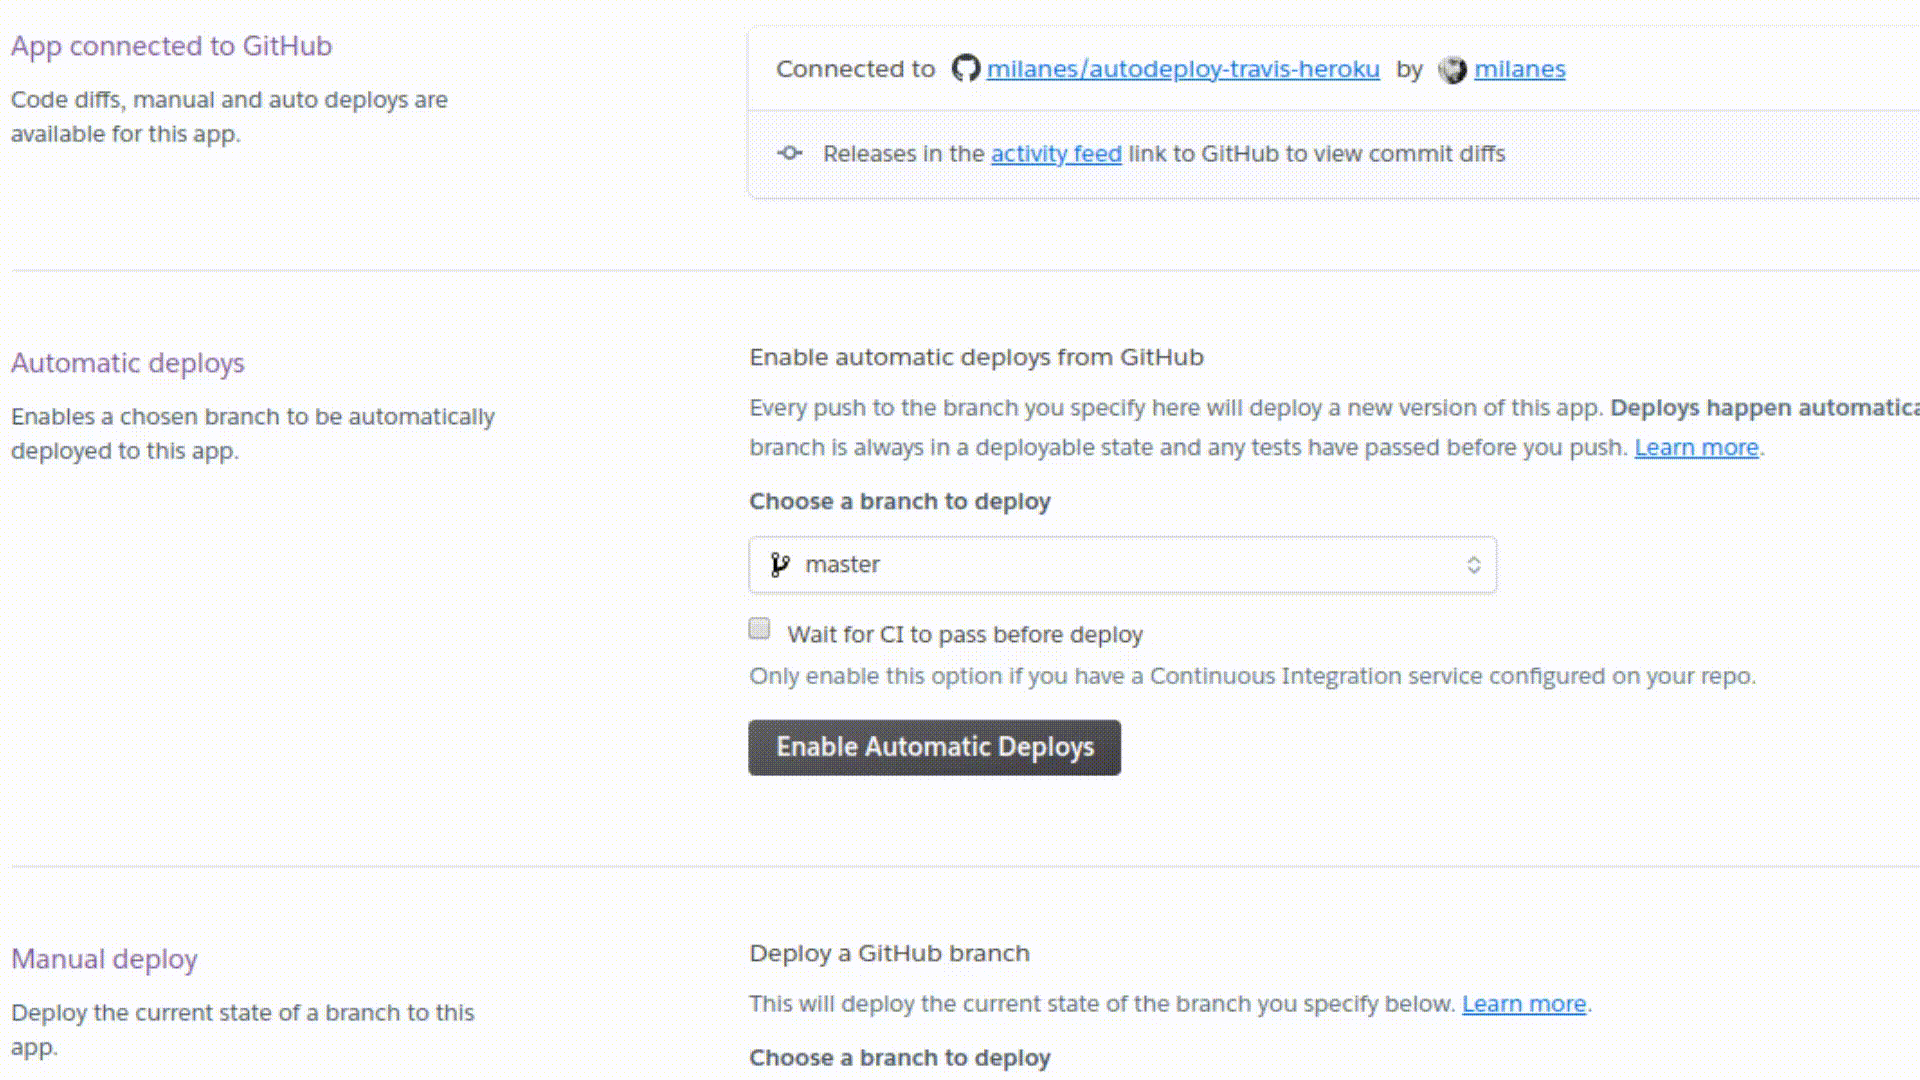 App connected to GitHub
Code diffs, manual and auto deploys are
available for this app.
Connected to milanes/autodeploy-travis-heroku by milanes
Releases in the activity feed link to GitHub to view commit diffs
Automatic deploys
Enables a chosen branch to be automatically
deployed to this app.
Enable automatic deploys from GitHub
Every push to the branch you specify here will deploy a new version of this app. Deploys happen
branch is always in a deployable state and any tests have passed before you push. Learn more.
Choose a branch to deploy
master
Wait for CI to pass before deploy
Only enable this option if you have a Continuous Integration service configured on your repo.
Enable Automatic Deploys
Manual deploy
Deploy the current state of a branch to this
app.
Deploy a GitHub branch
This will deploy the current state of the branch you specify below. Learn more.
Choose a branch to deploy